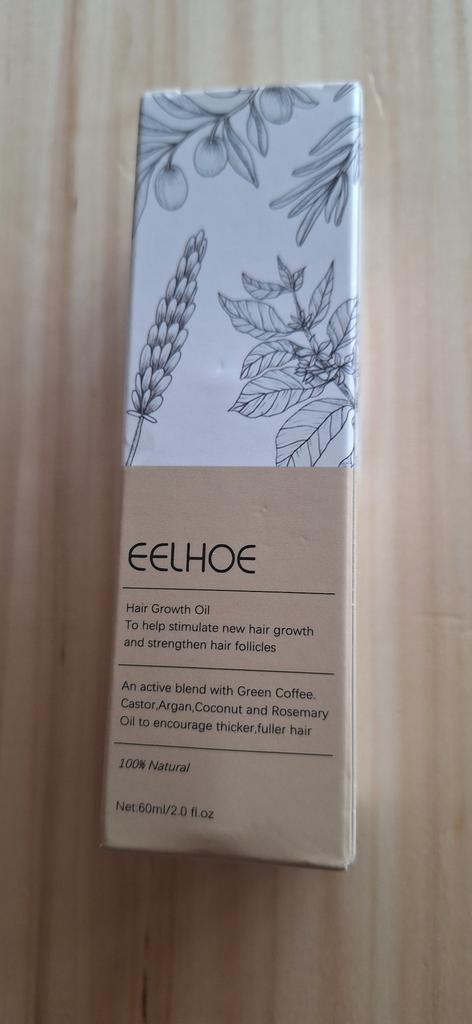 EELHOE
Hair Growth Oil
To help stimulate new hair growth
and strengthen hair follicles
An active blend with Green Coffee.
Castor,Argan,Coconut and Rosemary
Oil to encourage thicker,fuller hair
100% Natural
Net:60ml/2.0 fl.oz